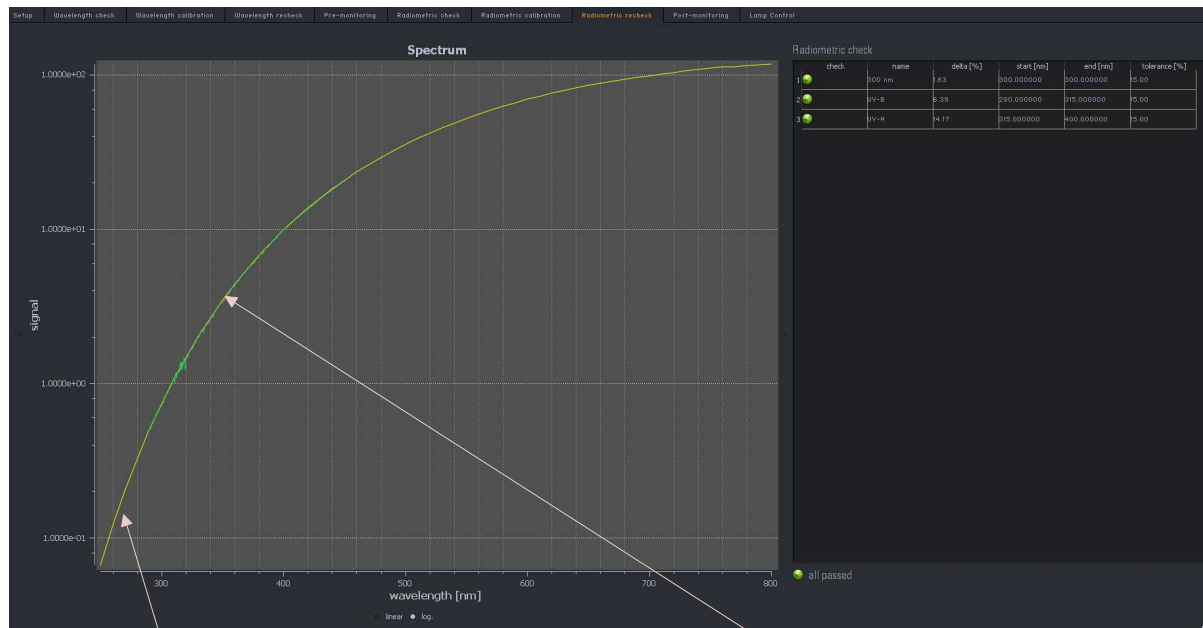 Setup Wavelength check Wavelength calibration Wavelength recheck Pre-monitoring Radiometric check Radiometric calibration Radiometric recheck Post-monitoring Lamp Control
Spectrum
1.0000e+02
1.0000e+01
1.0000e+00
1.0000e-01
signal
300 400 500 600 700 800
wavelength [nm]
linear log.
Radiometric check
check name delta [%] start [nm] end [nm] tolerance [%]
1 300 nm 1.63 300.000000 300.000000 15.00
2 UV-B 6.39 280.000000 315.000000 15.00
3 UV-A 14.17 315.000000 400.000000 15.00
all passed